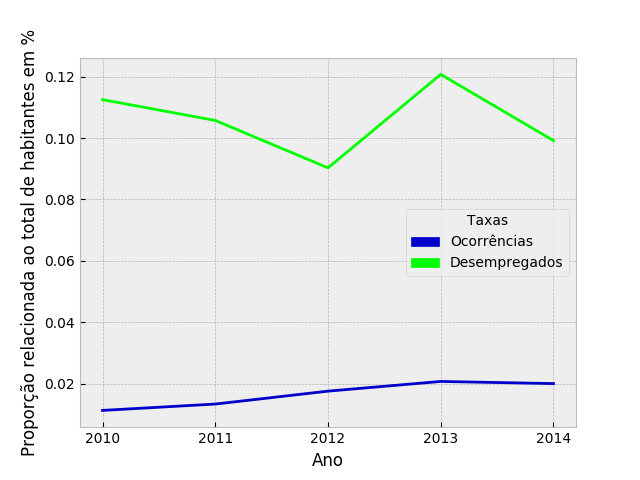 Proporção relacionada ao total de habitantes em %
0.12
0.10
0.08
0.06
0.04
0.02
Taxas
Ocorrências
Desempregados
2010 2011 2012 2013 2014
Ano